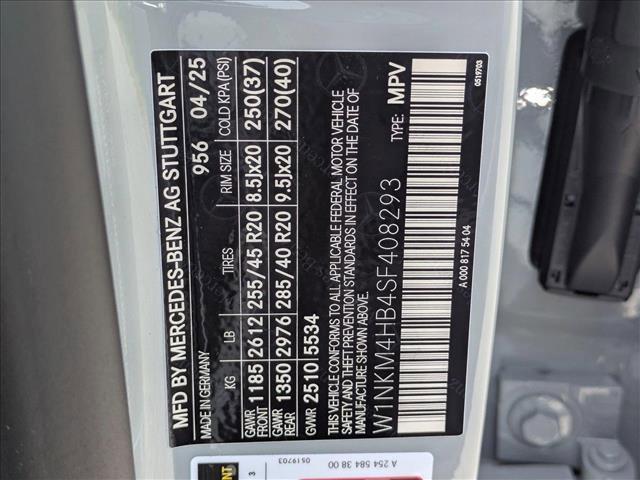 MFD BY MERCEDES-BENZ AG STUTTGART
MADE IN GERMANY 956 04/25
KG LB TIRES RIM SIZE COLD KPA(PSI)
GAWR FRONT 1185 2612 255/45 R20 8.5Jx20 250(37)
GAWR REAR 1350 2976 285/40 R20 9.5Jx20 270(40)
GVWR 2510 5534
THIS VEHICLE CONFORMS TO ALL APPLICABLE FEDERAL MOTOR VEHICLE
SAFETY AND THEFT PREVENTION STANDARDS IN EFFECT ON THE DATE OF
MANUFACTURE SHOWN ABOVE.
TYPE: MPV
W1NKM4HB4SF408293
A 000 817 54 04
0519703
A 254 584 38 00
0519703
3